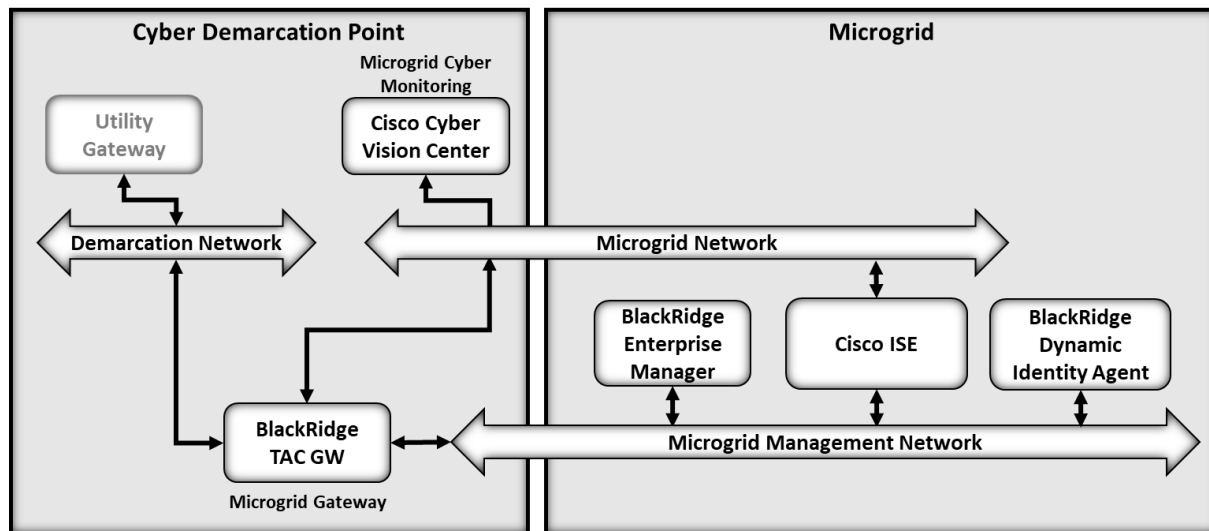 Cyber Demarcation Point
Microgrid Cyber
Monitoring
Utility
Gateway
Cisco Cyber
Vision Center
Demarcation Network
BlackRidge
TAC GW
Microgrid Gateway
Microgrid
Microgrid Network
BlackRidge
Enterprise
Manager
Cisco ISE
BlackRidge
Dynamic
Identity Agent
Microgrid Management Network